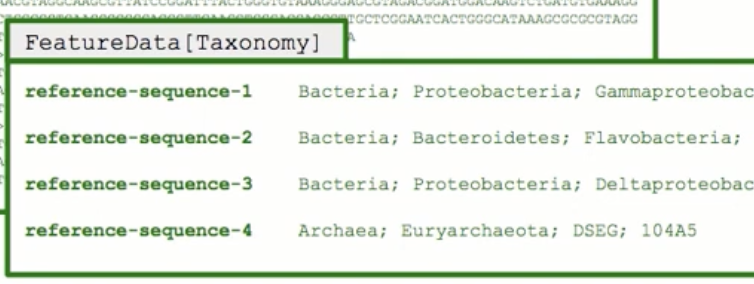 TGCTCGGAATCACTGGGCATAAAGCGCGCGTAGG
FeatureData[Taxonomy]
reference-sequence-1 Bacteria; Proteobacteria; Gammaproteobac
reference-sequence-2 Bacteria; Bacteroidetes; Flavobacteria;
reference-sequence-3 Bacteria; Proteobacteria; Deltaproteobac
reference-sequence-4 Archaea; Euryarchaeota; DSEG; 104A5